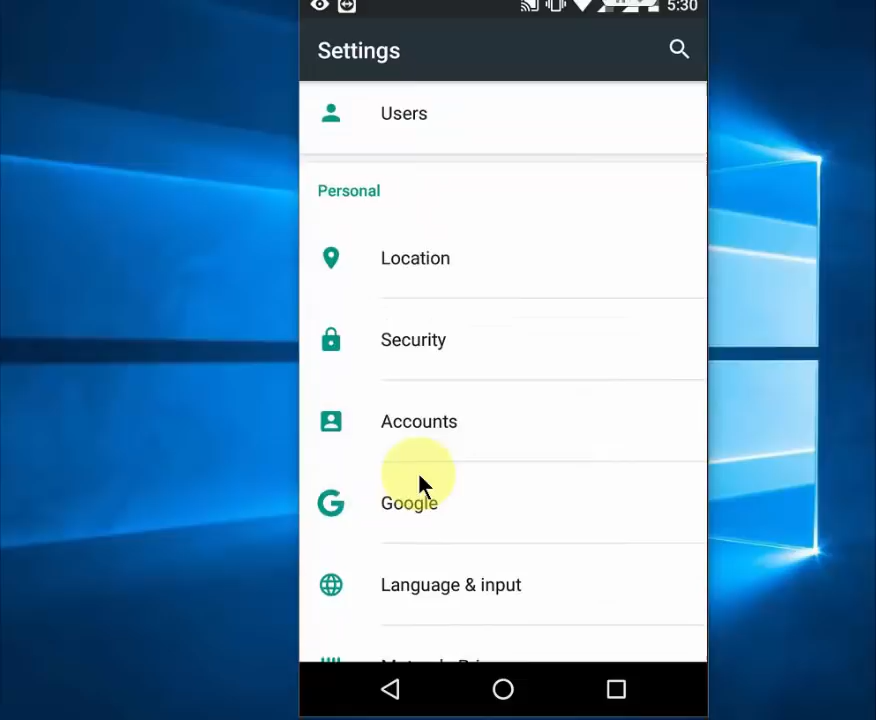 5:30
Settings
Users
Personal
Location
Security
Accounts
Google
Language & input